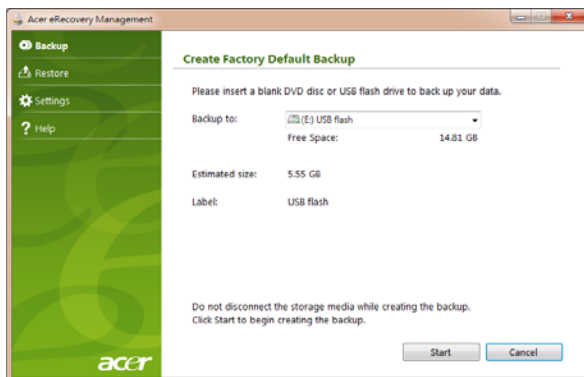 Acer eRecovery Management
Backup
Restore
Settings
Help
Create Factory Default Backup
Please insert a blank DVD disc or USB flash drive to back up your data.
Backup to: (E:) USB flash
Free Space: 14.81 GB
Estimated size: 5.55 GB
Label: USB flash
Do not disconnect the storage media while creating the backup.
Click Start to begin creating the backup.
Start Cancel
acer